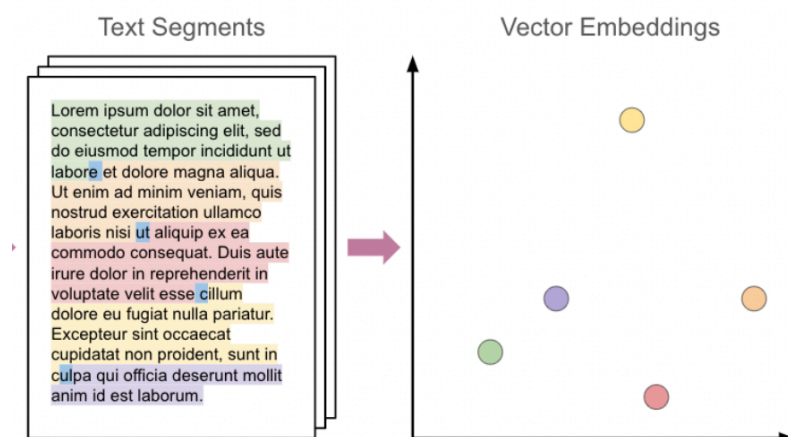 Text Segments
Vector Embeddings
Lorem ipsum dolor sit amet,
consectetur adipiscing elit, sed
do eiusmod tempor incididunt ut
labore et dolore magna aliqua.
Ut enim ad minim veniam, quis
nostrud exercitation ullamco
laboris nisi ut aliquip ex ea
commodo consequat. Duis aute
irure dolor in reprehenderit in
voluptate velit esse cillum
dolore eu fugiat nulla pariatur.
Excepteur sint occaecat
cupidatat non proident, sunt in
culpa qui officia deserunt mollit
anim id est laborum.